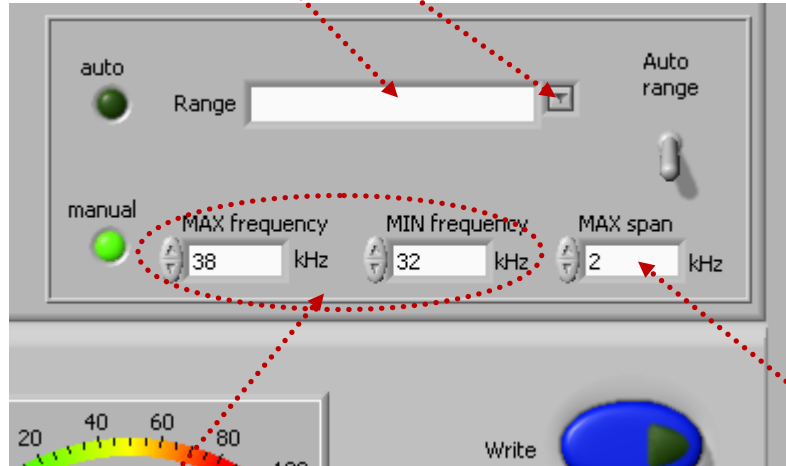 auto
Range
Auto
range
manual
MAX frequency
MIN frequency
MAX span
38 kHz
32 kHz
2 kHz
20 40 60 80
Write